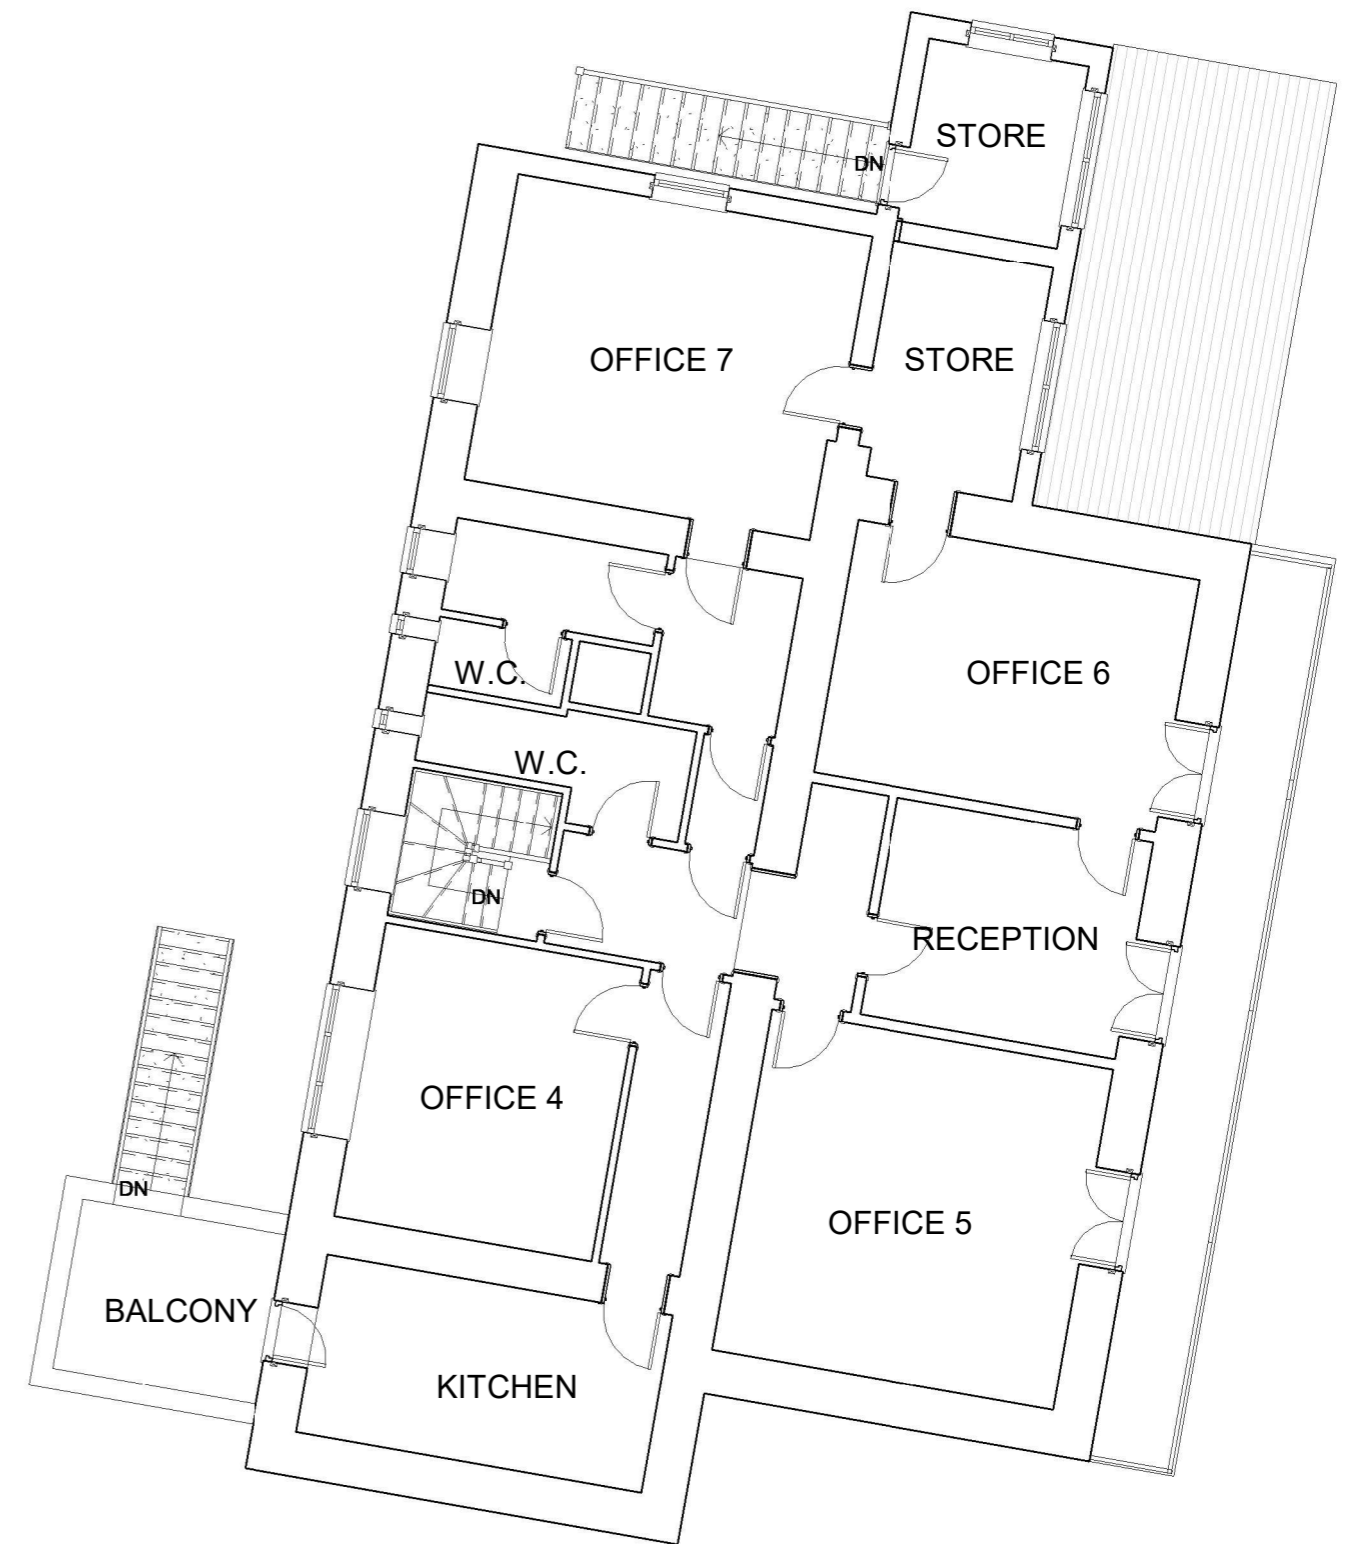 STORE
DN
OFFICE 7
STORE
W.C.
OFFICE 6
W.C.
DN
RECEPTION
OFFICE 4
DN
OFFICE 5
BALCONY
KITCHEN